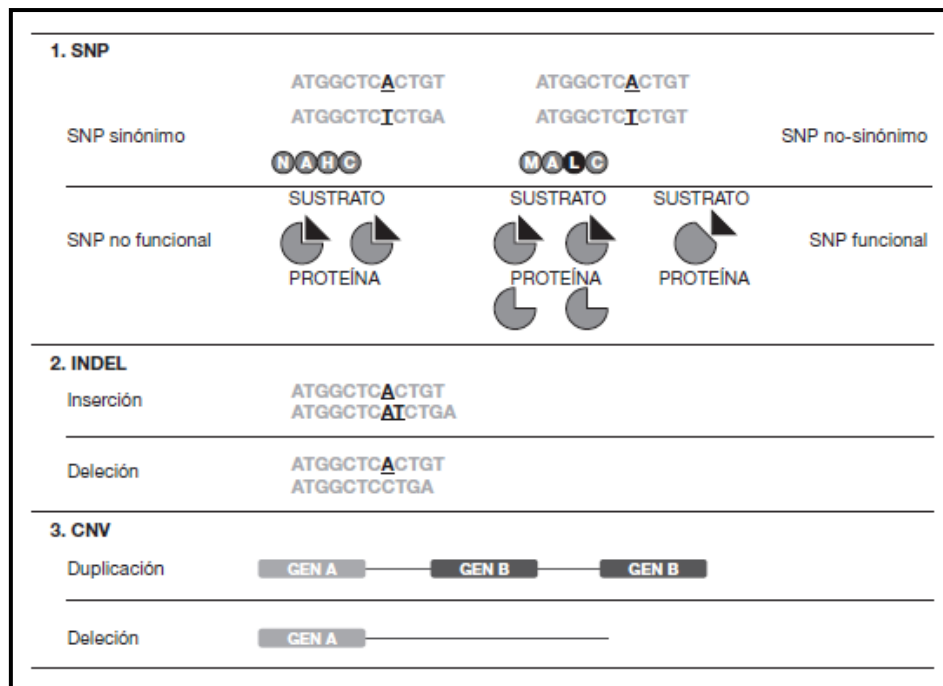 1. SNP
ATGGCTCACTGT ATGGCTCACTGT
ATGGCTCTCTGA ATGGCTCTCTGT
SNP sinónimo SNP no-sinónimo
NAHC MALC
SUSTRATO SUSTRATO SUSTRATO
SNP no funcional SNP funcional
PROTEÍNA PROTEÍNA PROTEÍNA
2. INDEL
Inserción ATGGCTCACTGT
ATGGCTCATCTGA
Deleción ATGGCTCACTGT
ATGGCTCCTGA
3. CNV
Duplicación GEN A GEN B GEN B
Deleción GEN A